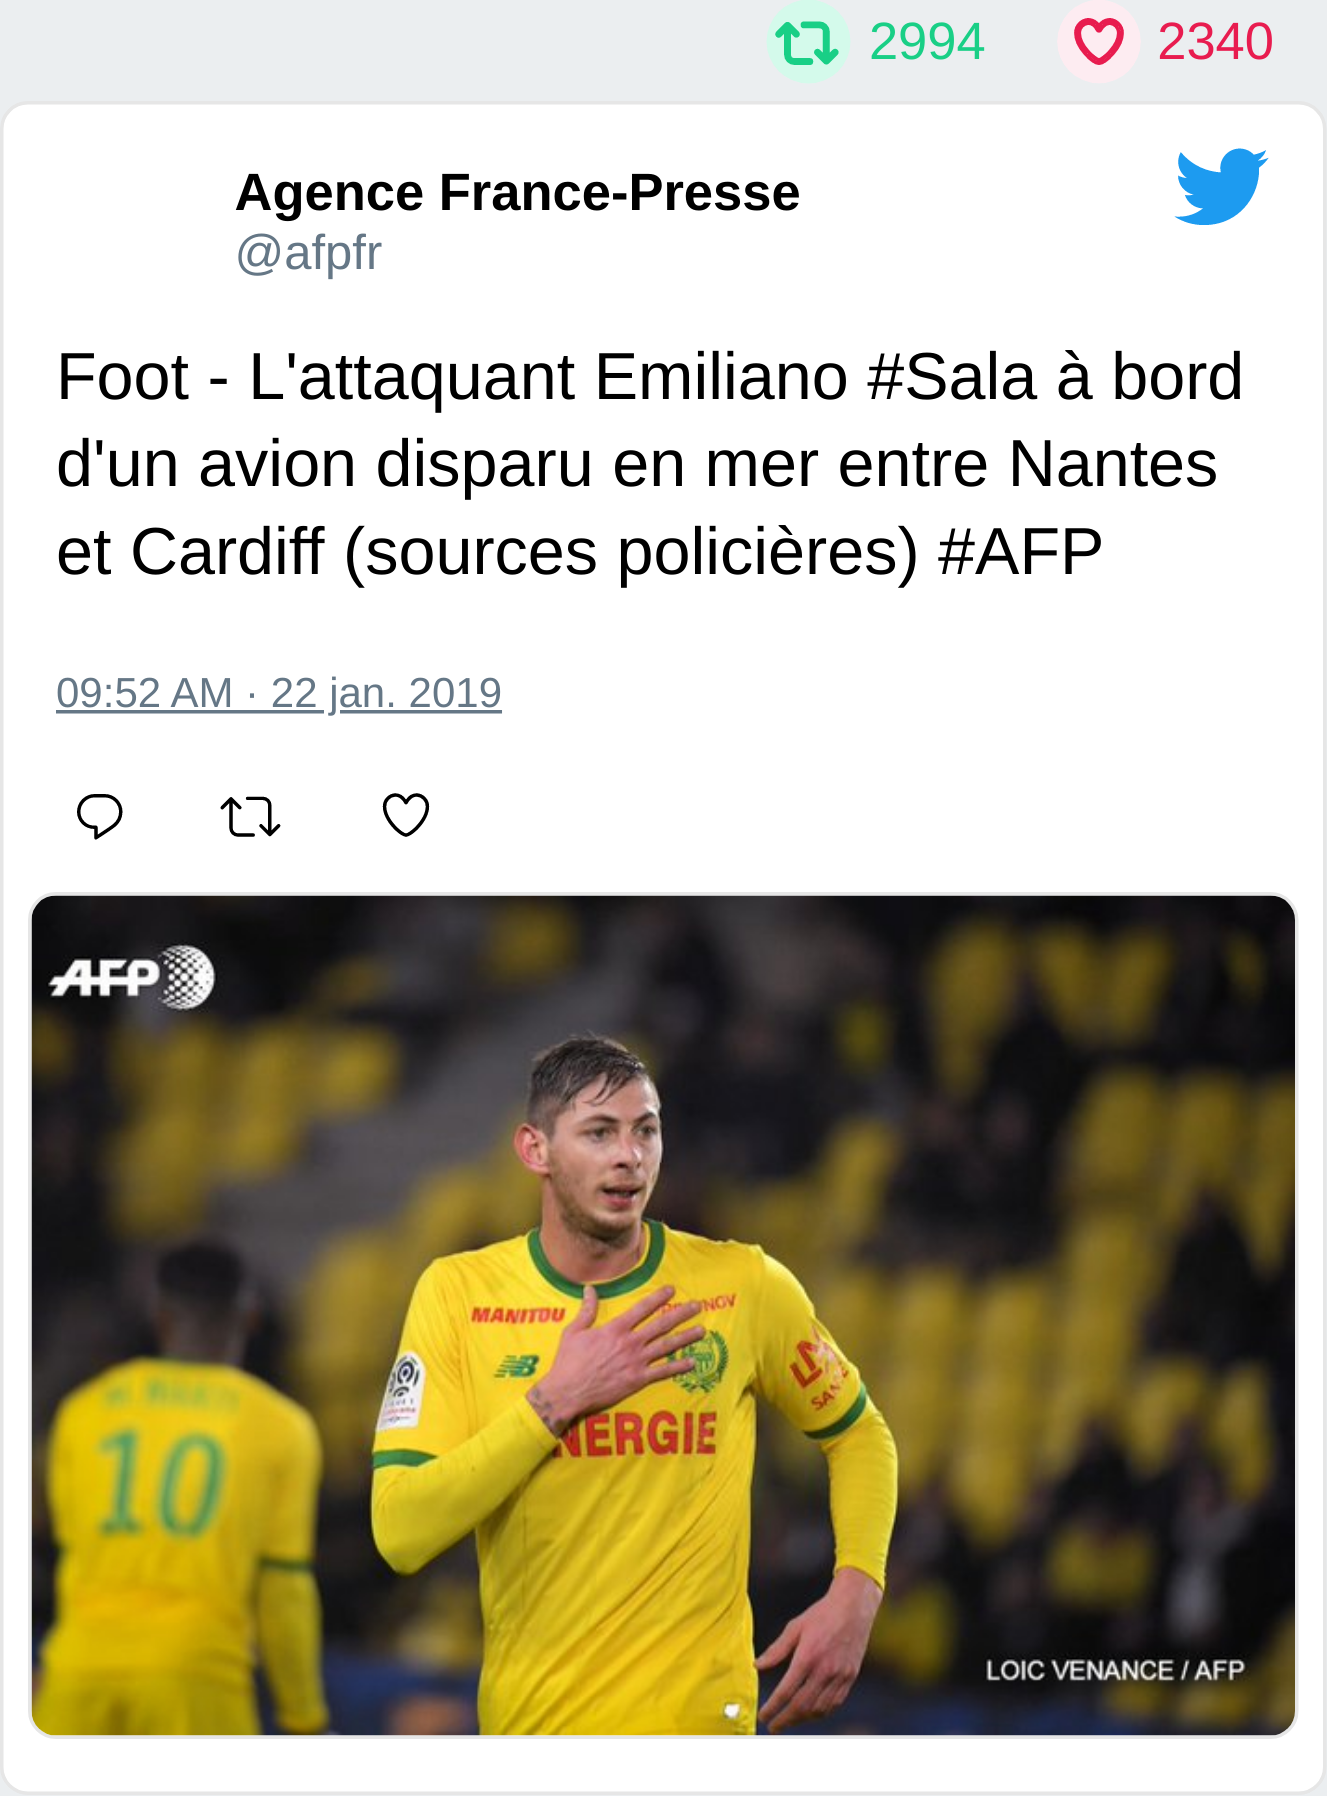 2994 2340
Agence France-Presse
@afpfr
Foot - L'attaquant Emiliano #Sala à bord
d'un avion disparu en mer entre Nantes
et Cardiff (sources policières) #AFP
09:52 AM · 22 jan. 2019
AFP
MANITOU
NERGIE
10
LOIC VENANCE / AFP